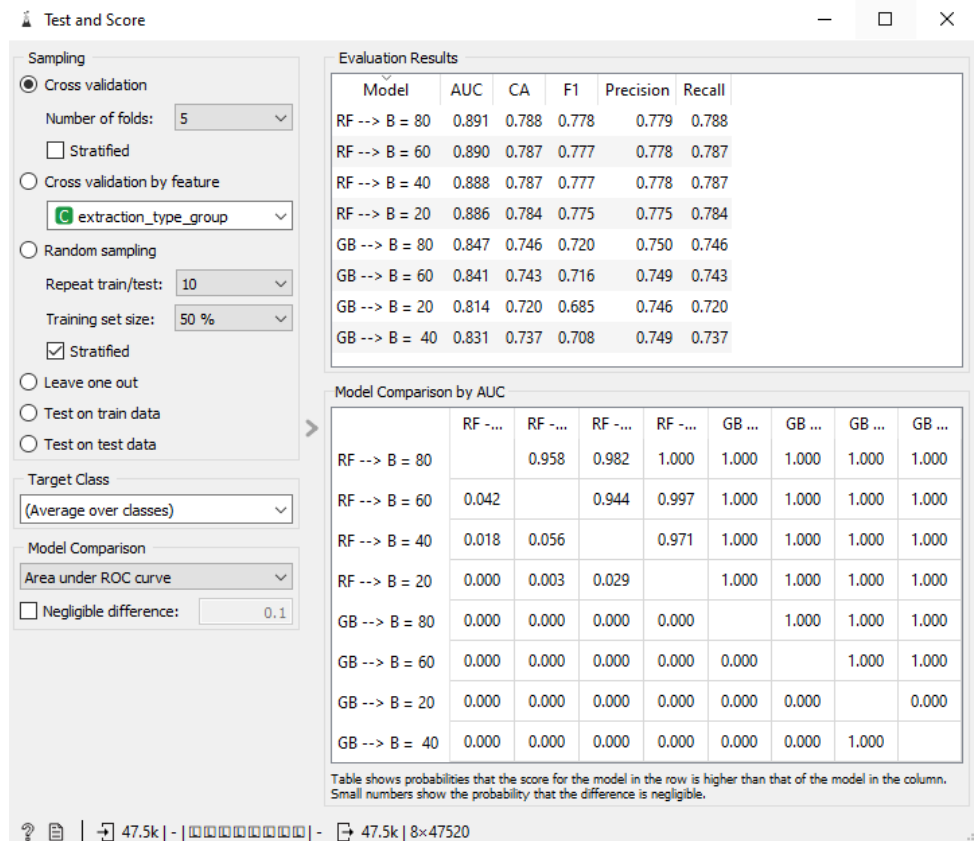 Test and Score
Sampling
Cross validation
Number of folds: 5
Stratified
Cross validation by feature
C extraction_type_group
Random sampling
Repeat train/test: 10
Training set size: 50 %
Stratified
Leave one out
Test on train data
Test on test data
Target Class
(Average over classes)
Model Comparison
Area under ROC curve
Negligible difference: 0.1
Evaluation Results
Model AUC CA F1 Precision Recall
RF --> B = 80 0.891 0.788 0.778 0.779 0.788
RF --> B = 60 0.890 0.787 0.777 0.778 0.787
RF --> B = 40 0.888 0.787 0.777 0.778 0.787
RF --> B = 20 0.886 0.784 0.775 0.775 0.784
GB --> B = 80 0.847 0.746 0.720 0.750 0.746
GB --> B = 60 0.841 0.743 0.716 0.749 0.743
GB --> B = 20 0.814 0.720 0.685 0.746 0.720
GB --> B =  40 0.831 0.737 0.708 0.749 0.737
Model Comparison by AUC
RF -... RF -... RF -... RF -... GB ... GB ... GB ... GB ...
RF --> B = 80 0.958 0.982 1.000 1.000 1.000 1.000 1.000
RF --> B = 60 0.042 0.944 0.997 1.000 1.000 1.000 1.000
RF --> B = 40 0.018 0.056 0.971 1.000 1.000 1.000 1.000
RF --> B = 20 0.000 0.003 0.029 1.000 1.000 1.000 1.000
GB --> B = 80 0.000 0.000 0.000 0.000 1.000 1.000 1.000
GB --> B = 60 0.000 0.000 0.000 0.000 0.000 1.000 1.000
GB --> B = 20 0.000 0.000 0.000 0.000 0.000 0.000 0.000
GB --> B =  40 0.000 0.000 0.000 0.000 0.000 0.000 1.000
Table shows probabilities that the score for the model in the row is higher than that of the model in the column.
Small numbers show the probability that the difference is negligible.
? 47.5k | - | | - 47.5k | 8×47520